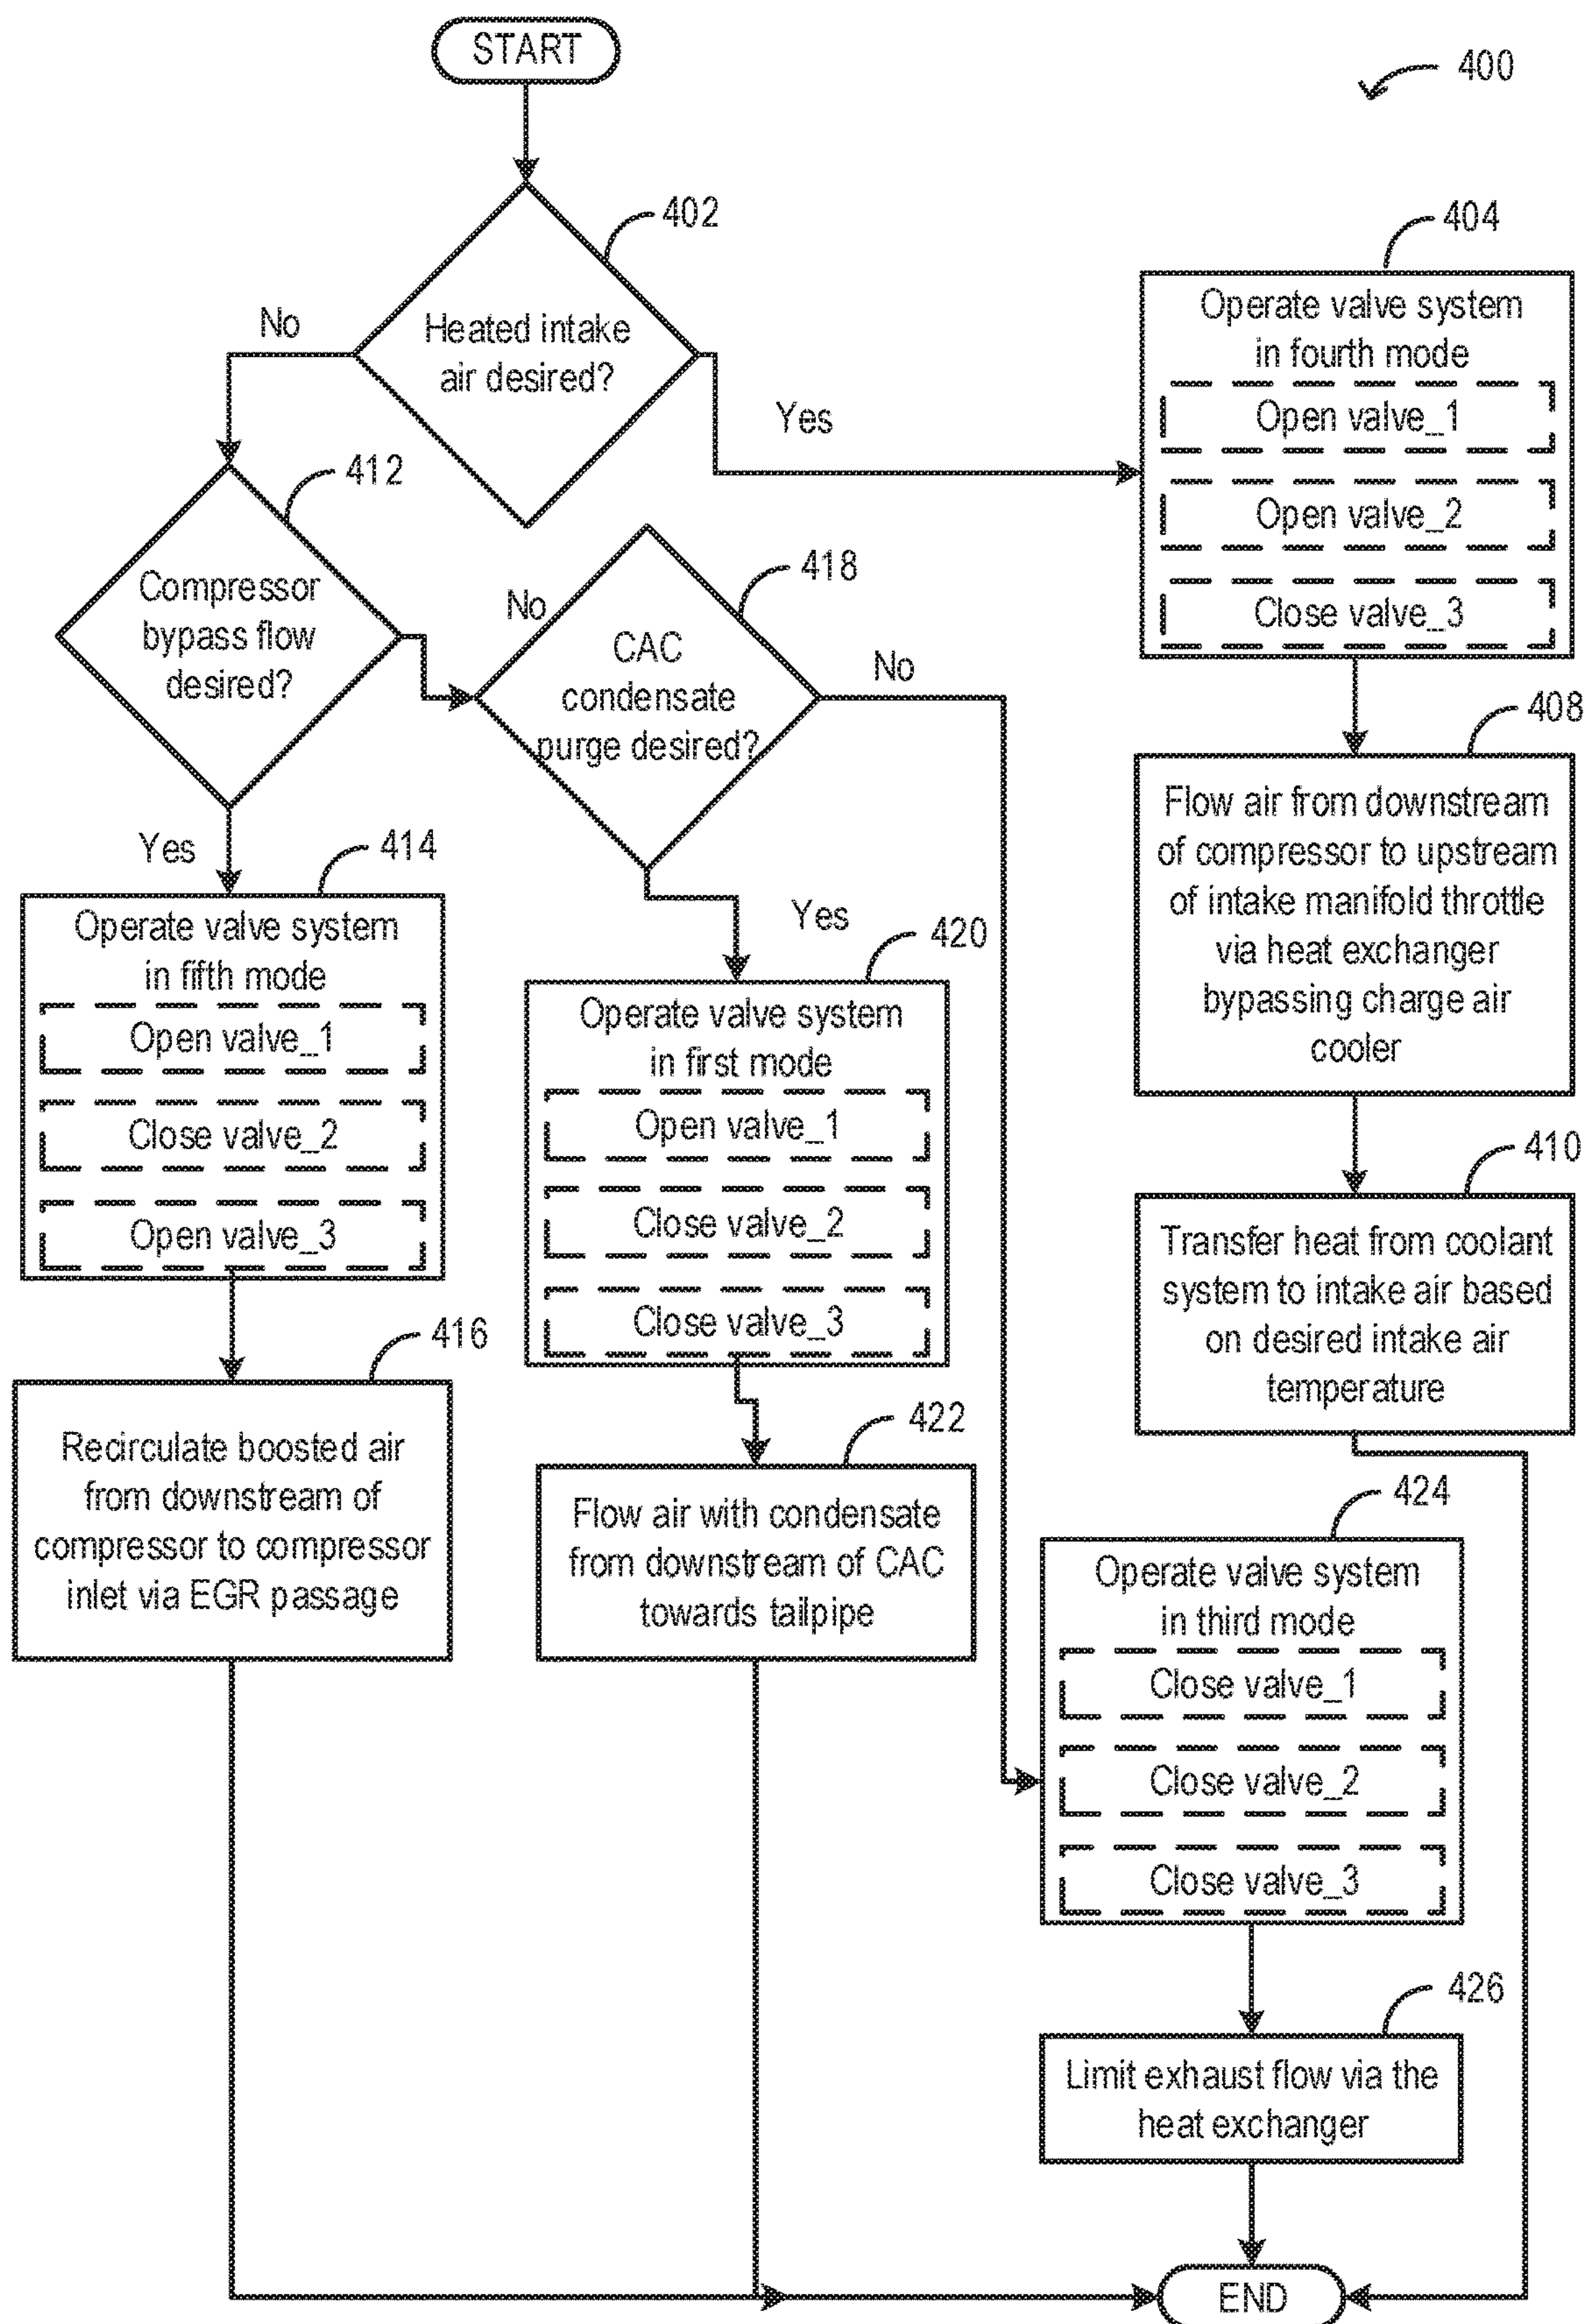 START
400
402
Heated intake
air desired?
No
Yes
404
Operate valve system
in fourth mode
Open valve_1
Open valve_2
Close valve_3
408
Flow air from downstream
of compressor to upstream
of intake manifold throttle
via heat exchanger
bypassing charge air
cooler
410
Transfer heat from coolant
system to intake air based
on desired intake air
temperature
412
Compressor
bypass flow
desired?
No
Yes
414
Operate valve system
in fifth mode
Open valve_1
Close valve_2
Open valve_3
416
Recirculate boosted air
from downstream of
compressor to compressor
inlet via EGR passage
418
CAC
condensate
purge desired?
No
Yes
420
Operate valve system
in first mode
Open valve_1
Close valve_2
Close valve_3
422
Flow air with condensate
from downstream of CAC
towards tailpipe
424
Operate valve system
in third mode
Close valve_1
Close valve_2
Close valve_3
426
Limit exhaust flow via the
heat exchanger
END